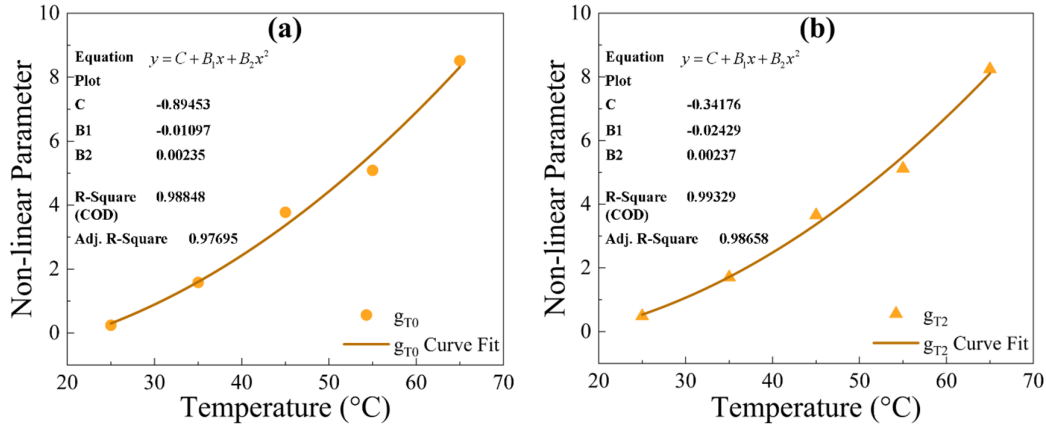 (a)
Non-linear Parameter
10
8
6
4
2
0
Equation y = C + B₁x + B₂x²
Plot
C -0.89453
B1 -0.01097
B2 0.00235
R-Square 0.98848
(COD)
Adj. R-Square 0.97695
g_T0
g_T0 Curve Fit
20 30 40 50 60 70
Temperature (°C)
(b)
Non-linear Parameter
10
8
6
4
2
0
Equation y = C + B₁x + B₂x²
Plot
C -0.34176
B1 -0.02429
B2 0.00237
R-Square 0.99329
(COD)
Adj. R-Square 0.98658
g_T2
g_T2 Curve Fit
20 30 40 50 60 70
Temperature (°C)